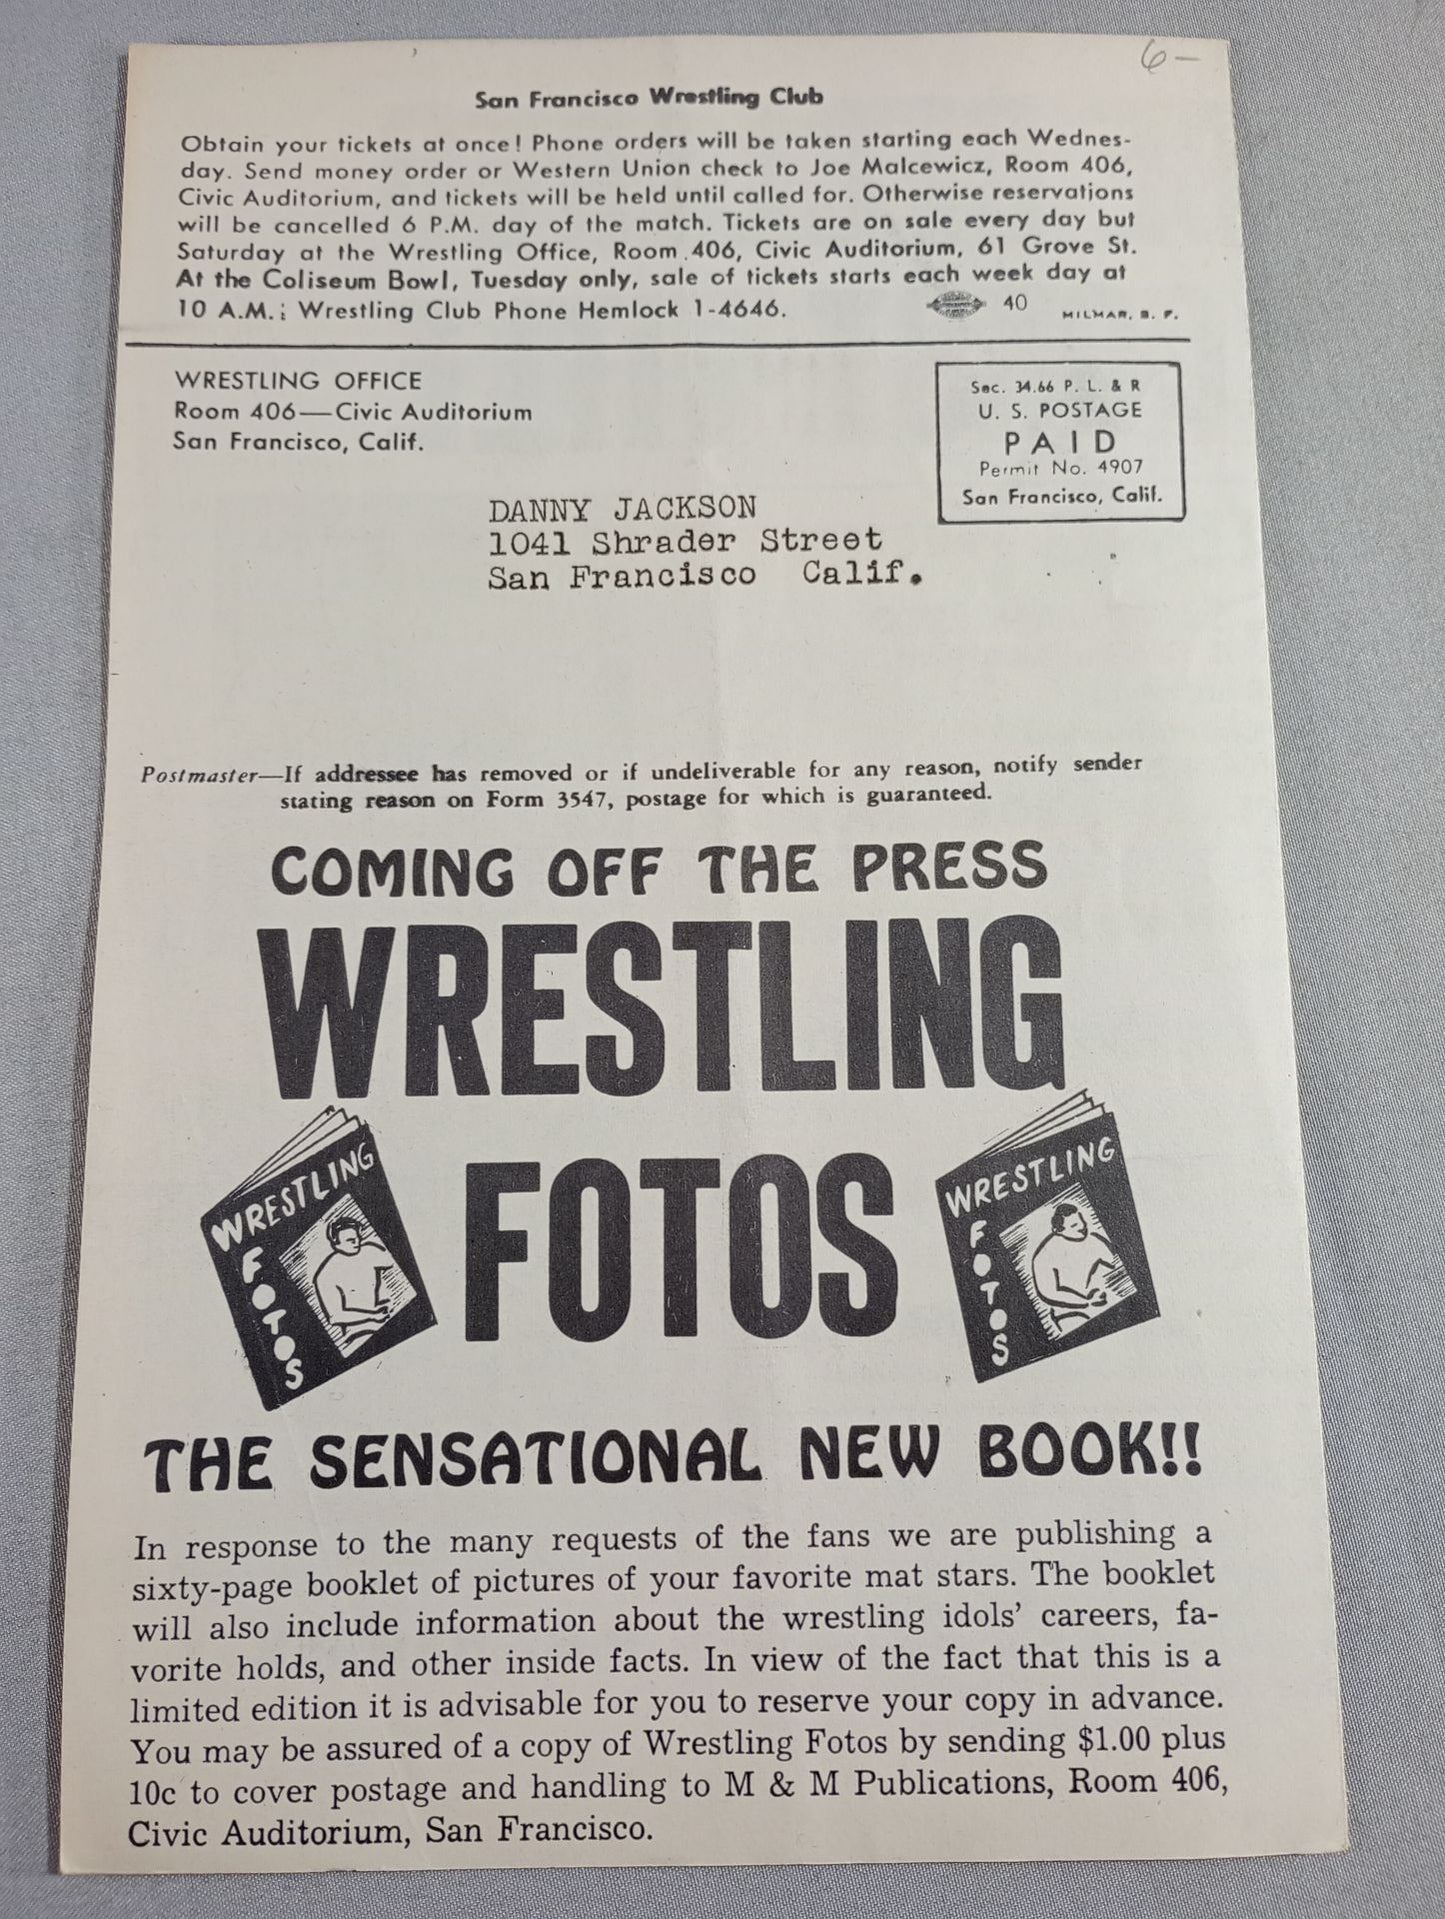 6 –
San Francisco Wrestling Club
Obtain your tickets at once! Phone orders will be taken starting each Wednes-
day. Send money order or Western Union check to Joe Malcewicz, Room 406,
Civic Auditorium, and tickets will be held until called for. Otherwise reservations
will be cancelled 6 P.M. day of the match. Tickets are on sale every day but
Saturday at the Wrestling Office, Room 406, Civic Auditorium, 61 Grove St.
At the Coliseum Bowl, Tuesday only, sale of tickets starts each week day at
10 A.M.; Wrestling Club Phone Hemlock 1-4646.
40 MILMAR, S. F.
WRESTLING OFFICE
Room 406—Civic Auditorium
San Francisco, Calif.
Sec. 34.66 P. L. & R
U. S. POSTAGE
PAID
Permit No. 4907
San Francisco, Calif.
DANNY JACKSON
1041 Shrader Street
San Francisco Calif.
Postmaster—If addressee has removed or if undeliverable for any reason, notify sender
stating reason on Form 3547, postage for which is guaranteed.
COMING OFF THE PRESS
WRESTLING
FOTOS
WRESTLING
FOTOS
WRESTLING
FOTOS
THE SENSATIONAL NEW BOOK!!
In response to the many requests of the fans we are publishing a
sixty-page booklet of pictures of your favorite mat stars. The booklet
will also include information about the wrestling idols' careers, fa-
vorite holds, and other inside facts. In view of the fact that this is a
limited edition it is advisable for you to reserve your copy in advance.
You may be assured of a copy of Wrestling Fotos by sending $1.00 plus
10c to cover postage and handling to M & M Publications, Room 406,
Civic Auditorium, San Francisco.